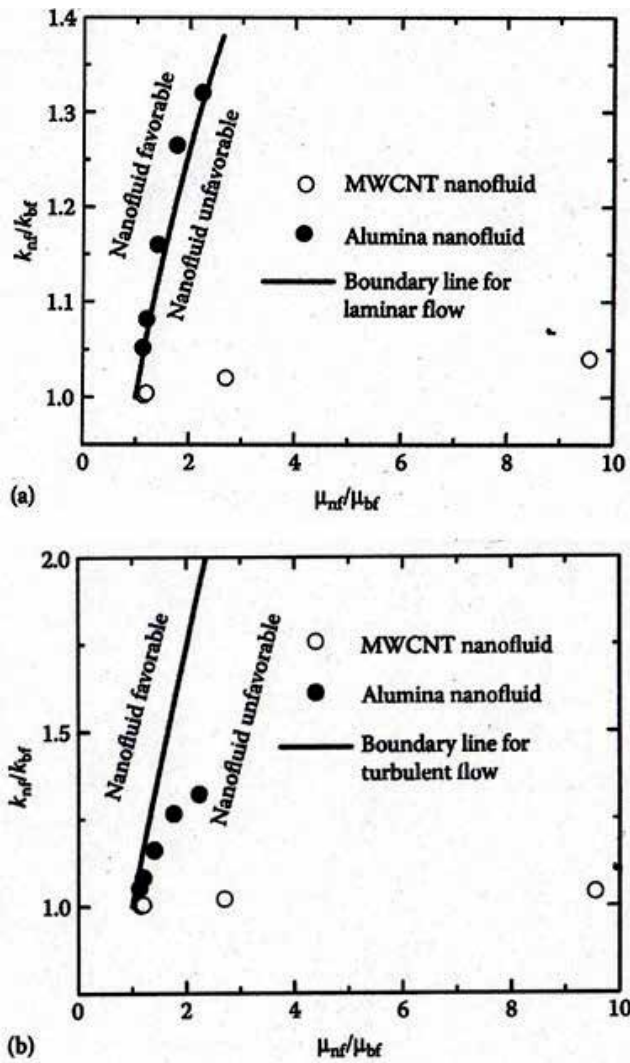 1.4
1.3
1.2
1.1
1.0
k_nf/k_bf
Nanofluid favorable
Nanofluid unfavorable
MWCNT nanofluid
Alumina nanofluid
Boundary line for
laminar flow
0 2 4 6 8 10
(a)
μ_nf/μ_bf
2.0
1.5
1.0
k_nf/k_bf
Nanofluid favorable
Nanofluid unfavorable
MWCNT nanofluid
Alumina nanofluid
Boundary line for
turbulent flow
0 2 4 6 8 10
(b)
μ_nf/μ_bf